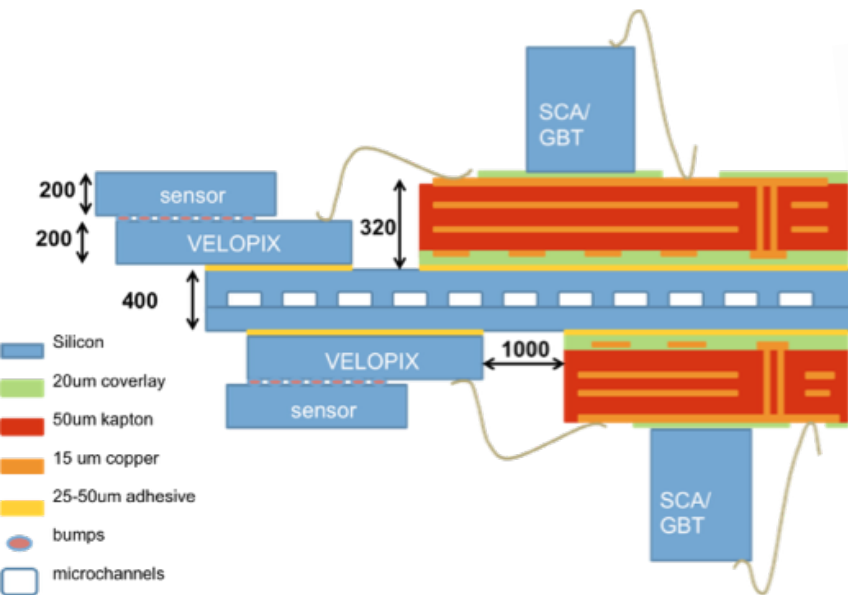 SCA/
GBT
200
sensor
200
VELOPIX
320
400
1000
VELOPIX
sensor
SCA/
GBT
Silicon
20um coverlay
50um kapton
15 um copper
25-50um adhesive
bumps
microchannels